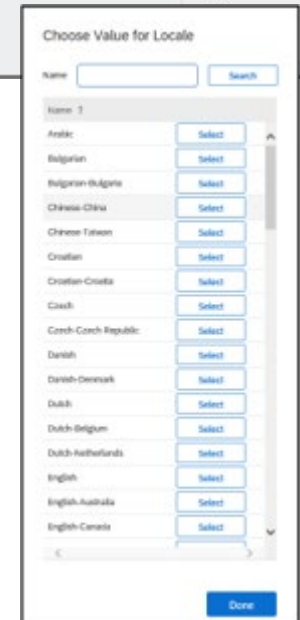 Choose Value for Locale
Name
Search
Name ↑
Arabic Select
Bulgarian Select
Bulgarian-Bulgaria Select
Chinese-China Select
Chinese-Taiwan Select
Croatian Select
Croatian-Croatia Select
Czech Select
Czech-Czech Republic Select
Danish Select
Danish-Denmark Select
Dutch Select
Dutch-Belgium Select
Dutch-Netherlands Select
English Select
English-Australia Select
English-Canada Select
Done